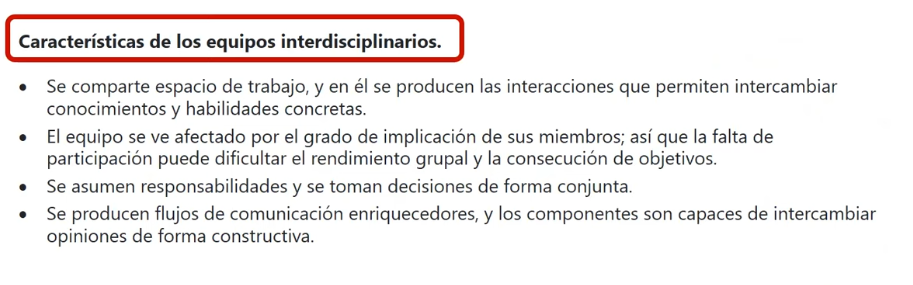 Características de los equipos interdisciplinarios.
• Se comparte espacio de trabajo, y en él se producen las interacciones que permiten intercambiar
conocimientos y habilidades concretas.
• El equipo se ve afectado por el grado de implicación de sus miembros; así que la falta de
participación puede dificultar el rendimiento grupal y la consecución de objetivos.
• Se asumen responsabilidades y se toman decisiones de forma conjunta.
• Se producen flujos de comunicación enriquecedores, y los componentes son capaces de intercambiar
opiniones de forma constructiva.